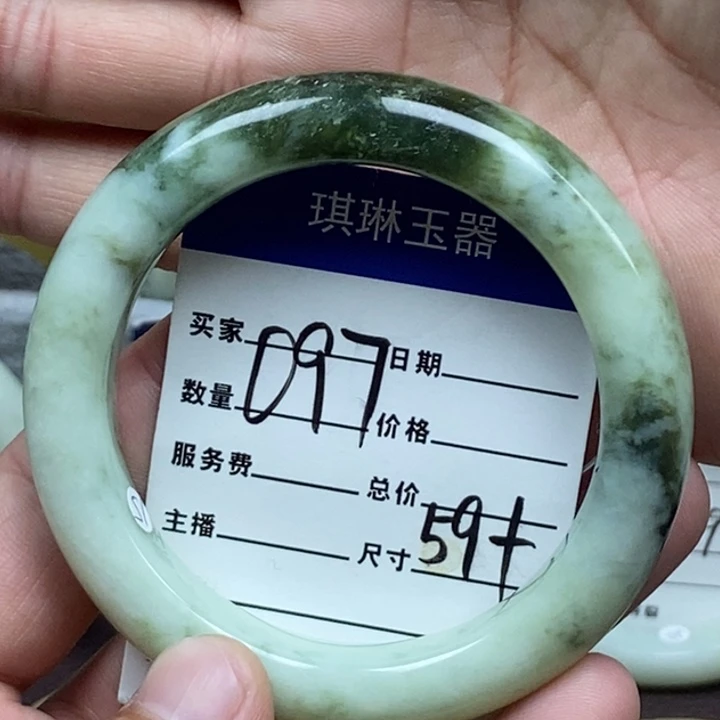 琪琳玉器
买家 日期
097
数量 价格
服务费 总价
主播 尺寸 59+